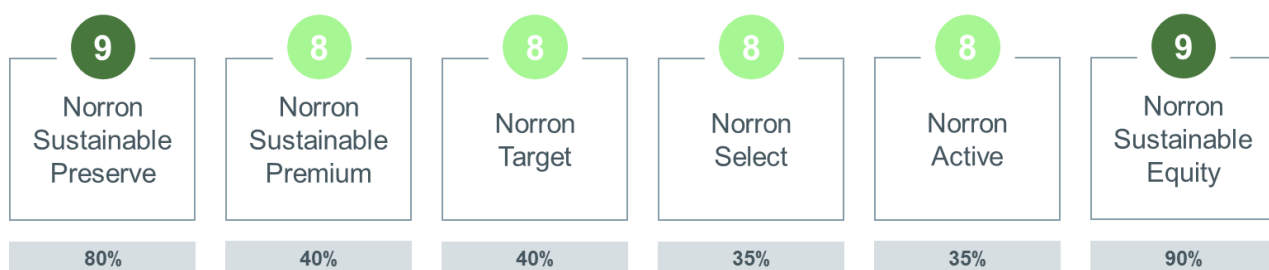 9
Norron
Sustainable
Preserve
80%
8
Norron
Sustainable
Premium
40%
8
Norron
Target
40%
8
Norron
Select
35%
8
Norron
Active
35%
9
Norron
Sustainable
Equity
90%